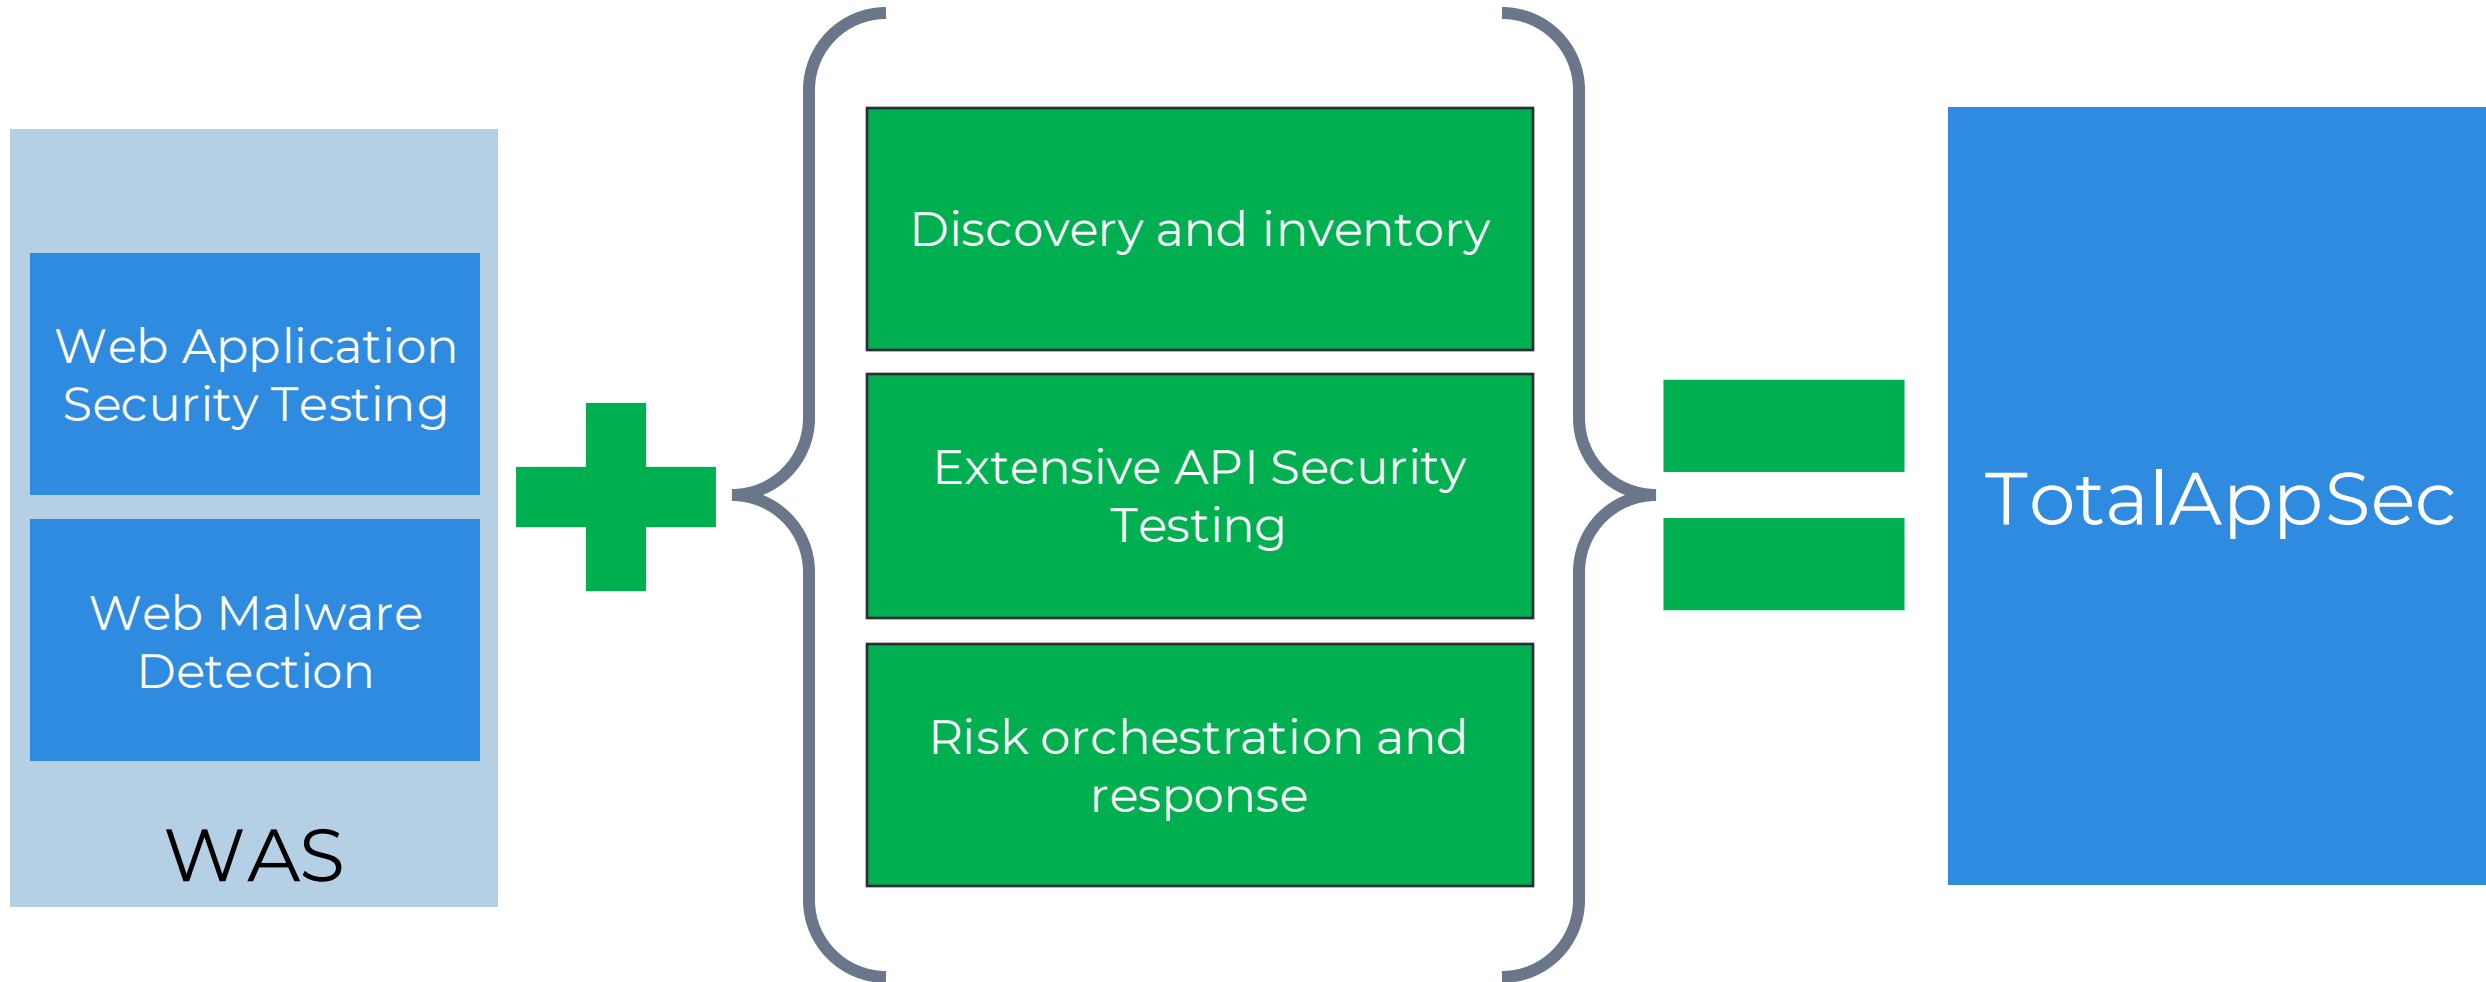 Web Application
Security Testing
Web Malware
Detection
WAS
Discovery and inventory
Extensive API Security
Testing
Risk orchestration and
response
TotalAppSec